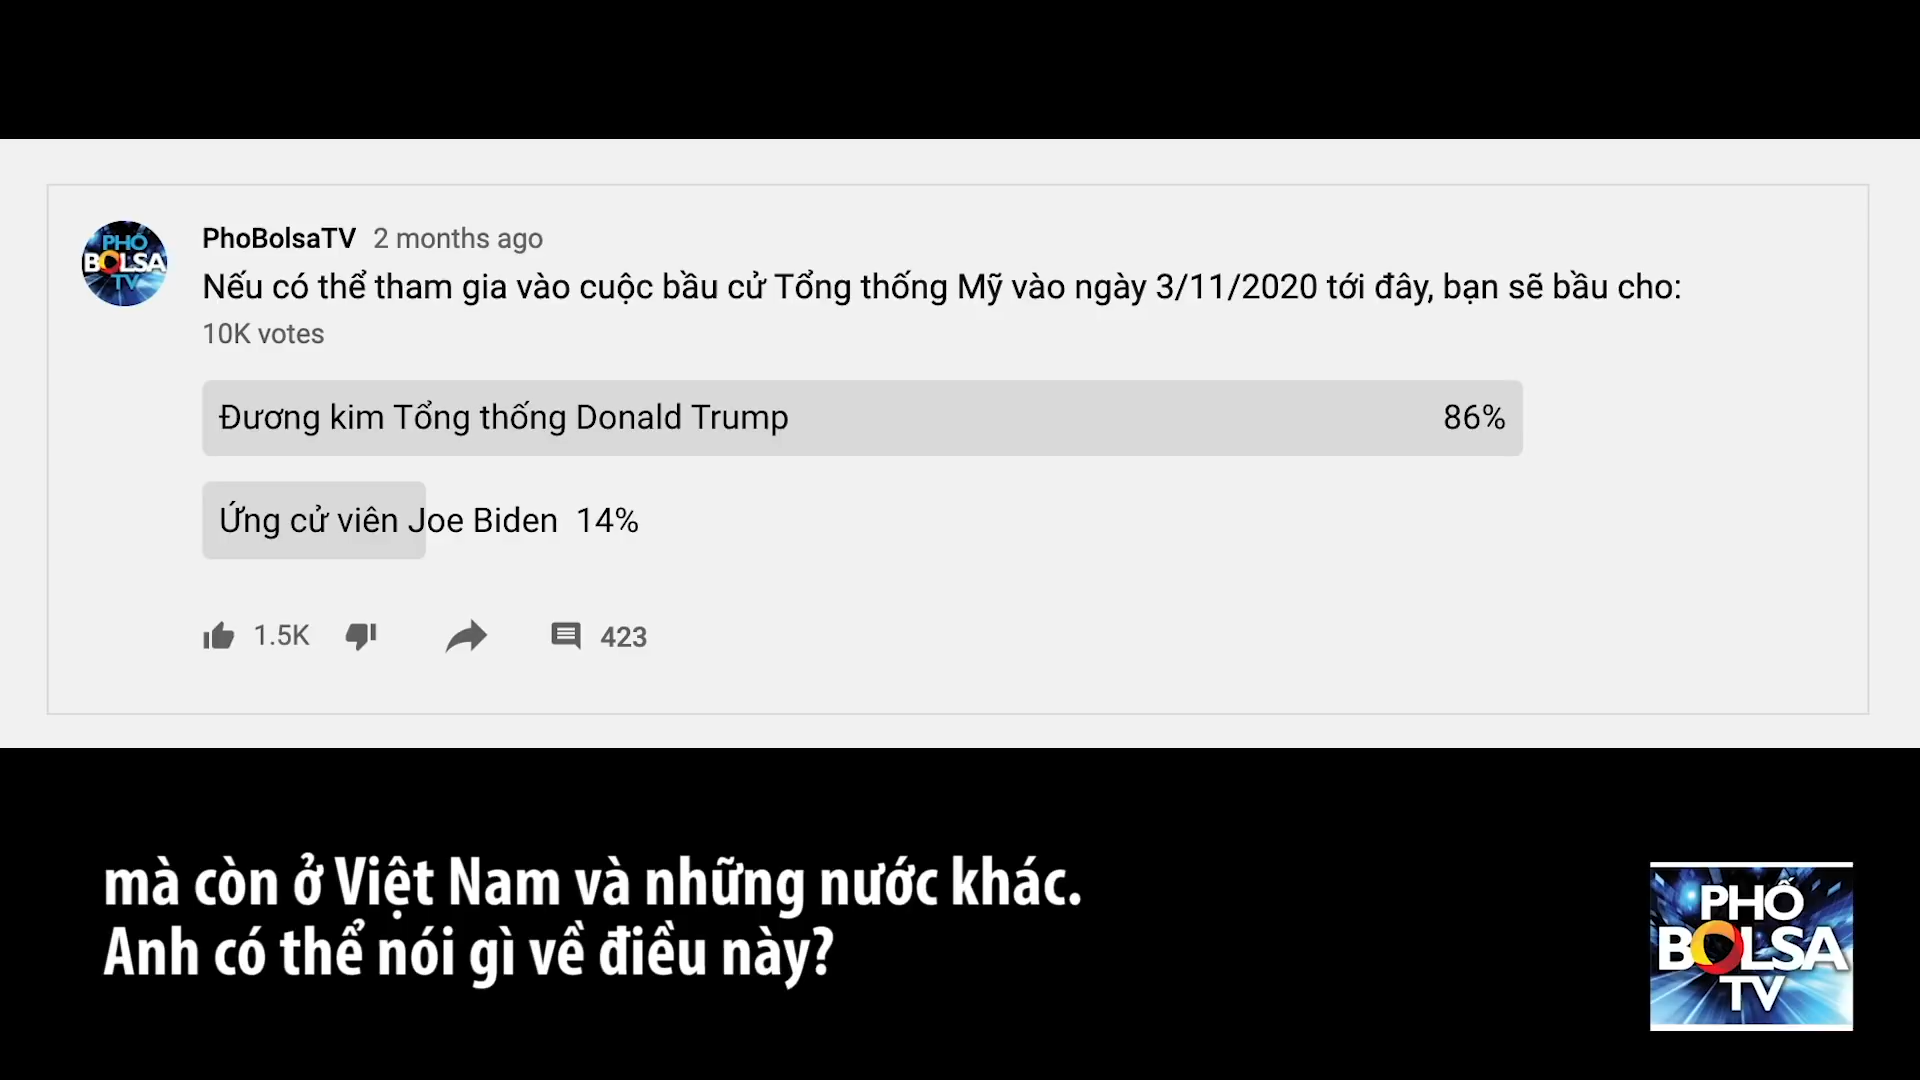 PHỐ
BOLSA
TV
PhoBolsaTV 2 months ago
Nếu có thể tham gia vào cuộc bầu cử Tổng thống Mỹ vào ngày 3/11/2020 tới đây, bạn sẽ bầu cho:
10K votes
Đương kim Tổng thống Donald Trump 86%
Ứng cử viên Joe Biden 14%
1.5K 423
mà còn ở Việt Nam và những nước khác.
Anh có thể nói gì về điều này?
PHỐ
BOLSA
TV